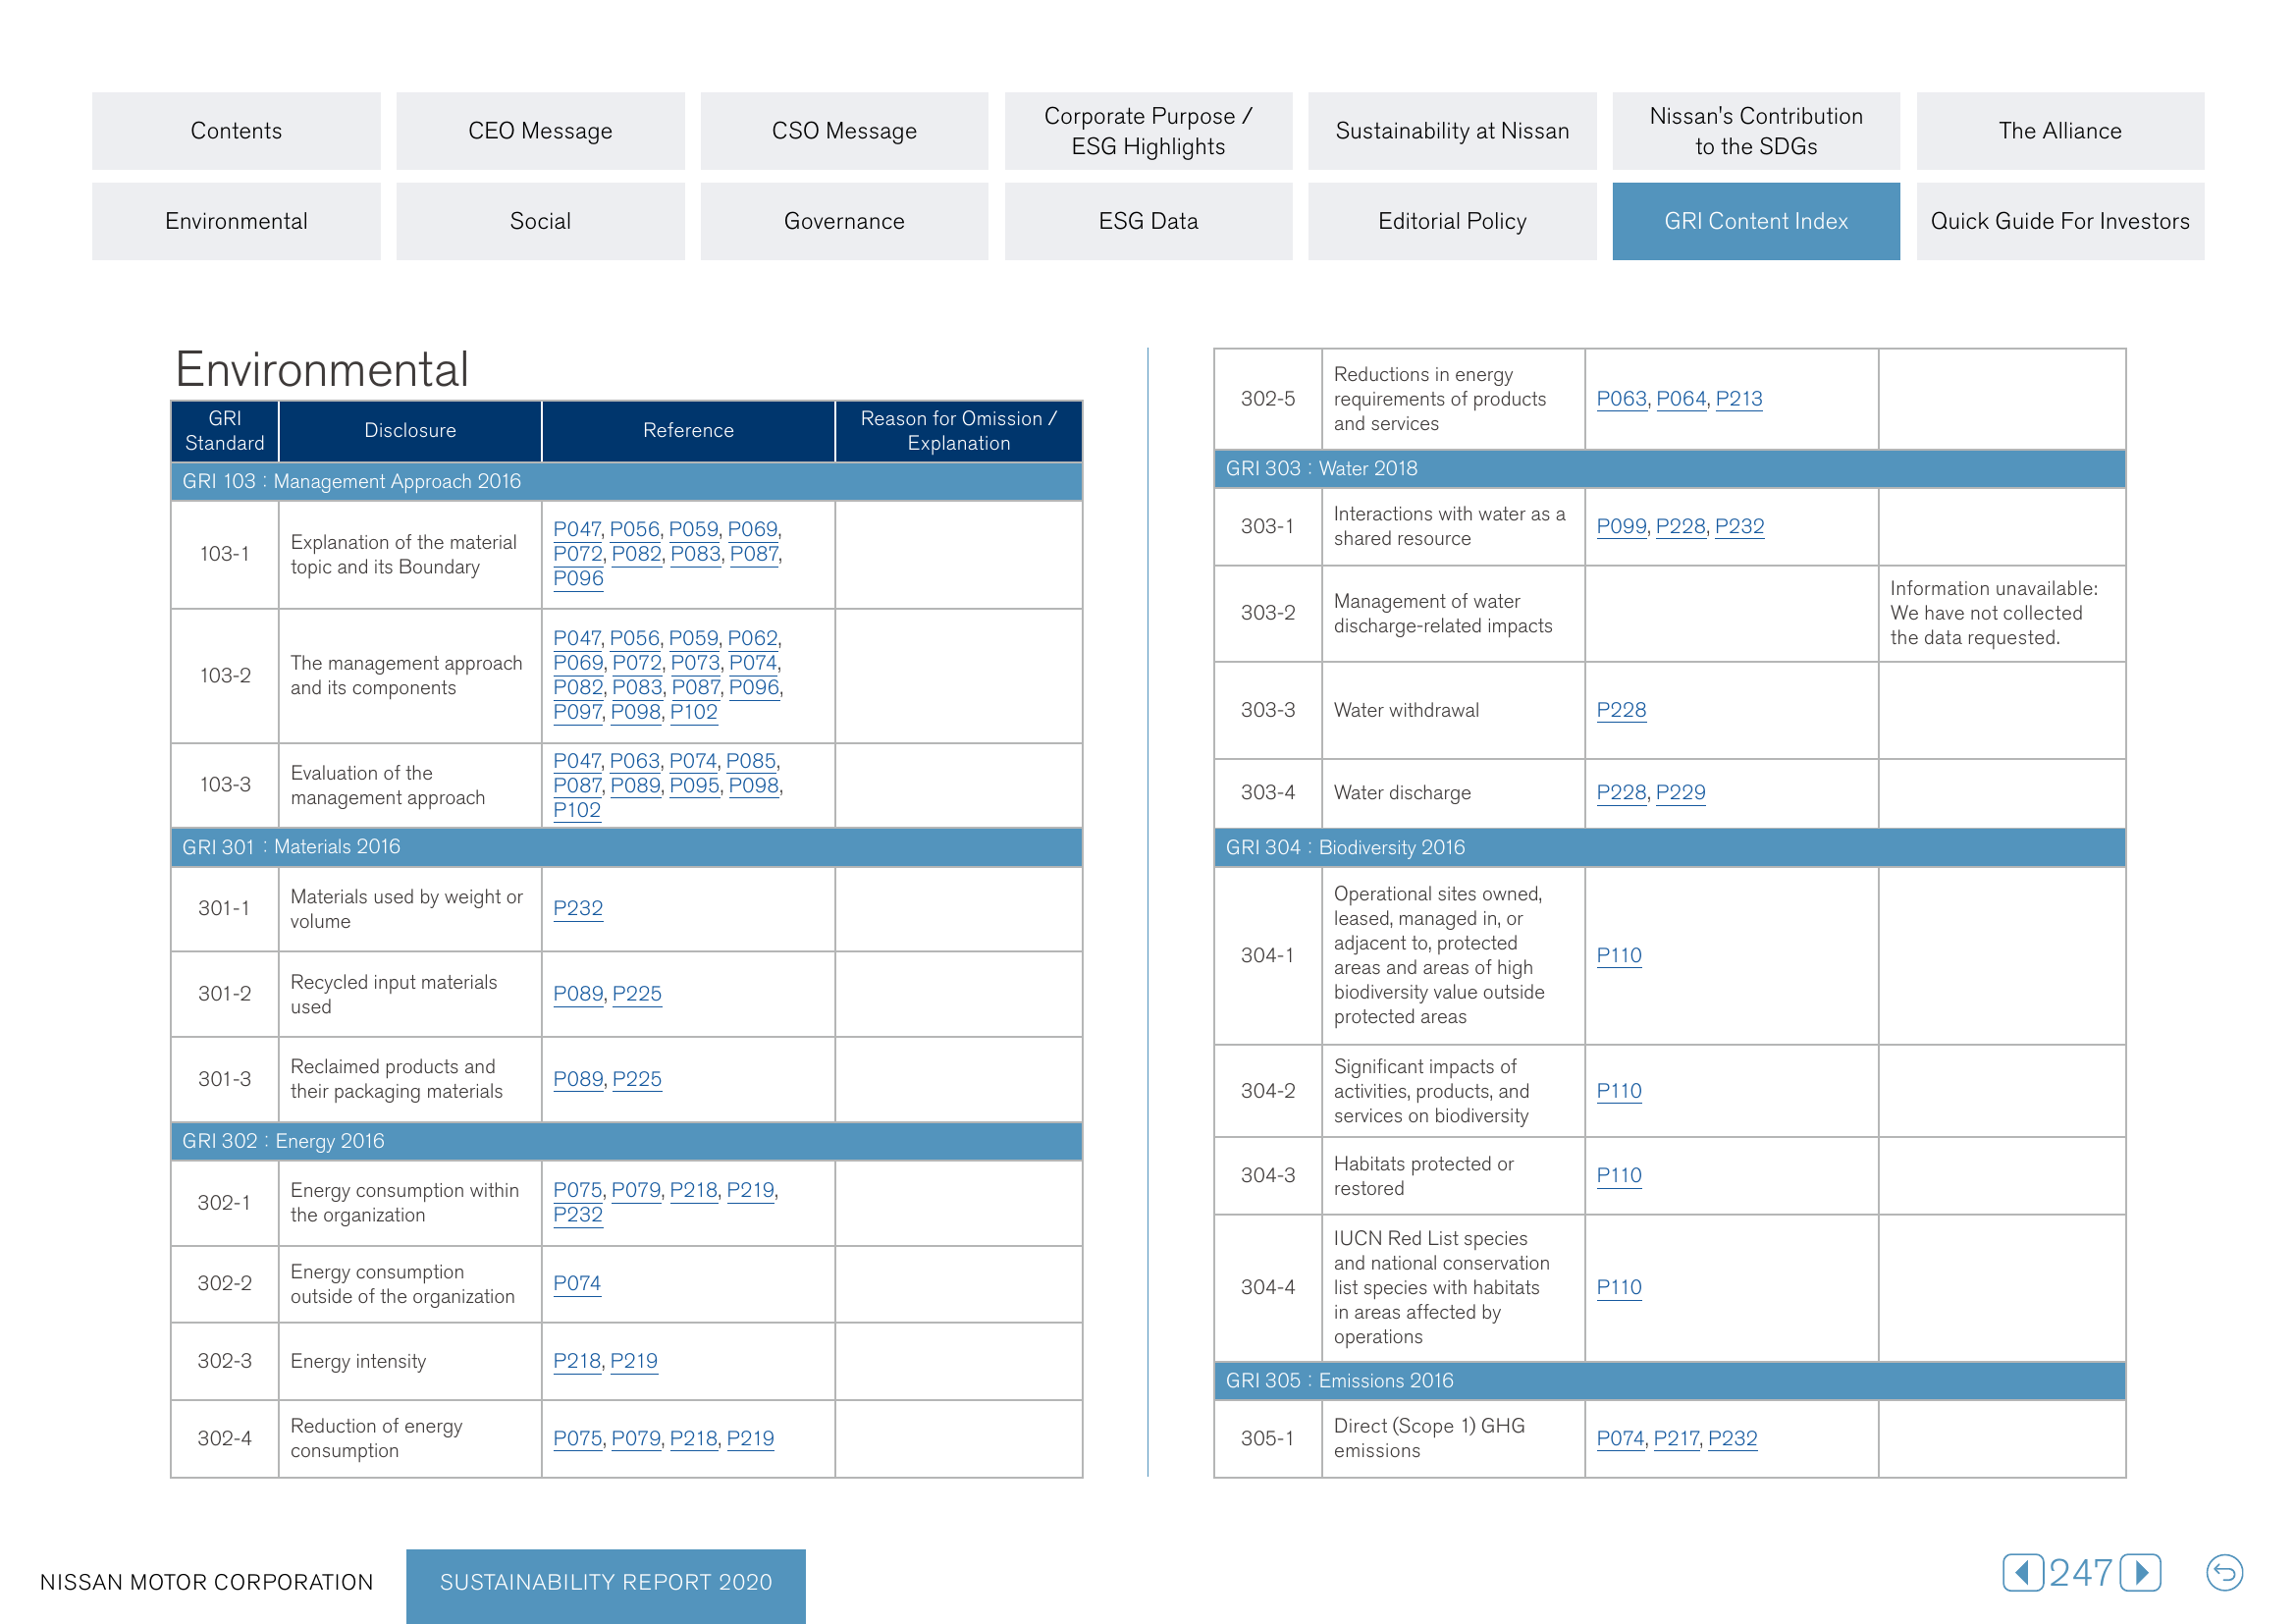 Contents
CEO Message
CSO Message
Corporate Purpose /
ESG Highlights
Sustainability at Nissan
Nissan's Contribution
to the SDGs
The Alliance
Environmental
Social
Governance
ESG Data
Editorial Policy
GRI Content Index
Quick Guide For Investors
Environmental
GRI
Standard
Disclosure
Reference
Reason for Omission /
Explanation
GRI 103 : Management Approach 2016
103-1
Explanation of the material
topic and its Boundary
P047, P056, P059, P069,
P072, P082, P083, P087,
P096
103-2
The management approach
and its components
P047, P056, P059, P062,
P069, P072, P073, P074,
P082, P083, P087, P096,
P097, P098, P102
103-3
Evaluation of the
management approach
P047, P063, P074, P085,
P087, P089, P095, P098,
P102
GRI 301 : Materials 2016
301-1
Materials used by weight or
volume
P232
301-2
Recycled input materials
used
P089, P225
301-3
Reclaimed products and
their packaging materials
P089, P225
GRI 302 : Energy 2016
302-1
Energy consumption within
the organization
P075, P079, P218, P219,
P232
302-2
Energy consumption
outside of the organization
P074
302-3
Energy intensity
P218, P219
302-4
Reduction of energy
consumption
P075, P079, P218, P219
302-5
Reductions in energy
requirements of products
and services
P063, P064, P213
GRI 303 : Water 2018
303-1
Interactions with water as a
shared resource
P099, P228, P232
303-2
Management of water
discharge-related impacts
Information unavailable:
We have not collected
the data requested.
303-3
Water withdrawal
P228
303-4
Water discharge
P228, P229
GRI 304 : Biodiversity 2016
304-1
Operational sites owned,
leased, managed in, or
adjacent to, protected
areas and areas of high
biodiversity value outside
protected areas
P110
304-2
Significant impacts of
activities, products, and
services on biodiversity
P110
304-3
Habitats protected or
restored
P110
304-4
IUCN Red List species
and national conservation
list species with habitats
in areas affected by
operations
P110
GRI 305 : Emissions 2016
305-1
Direct (Scope 1) GHG
emissions
P074, P217, P232
NISSAN MOTOR CORPORATION
SUSTAINABILITY REPORT 2020
247